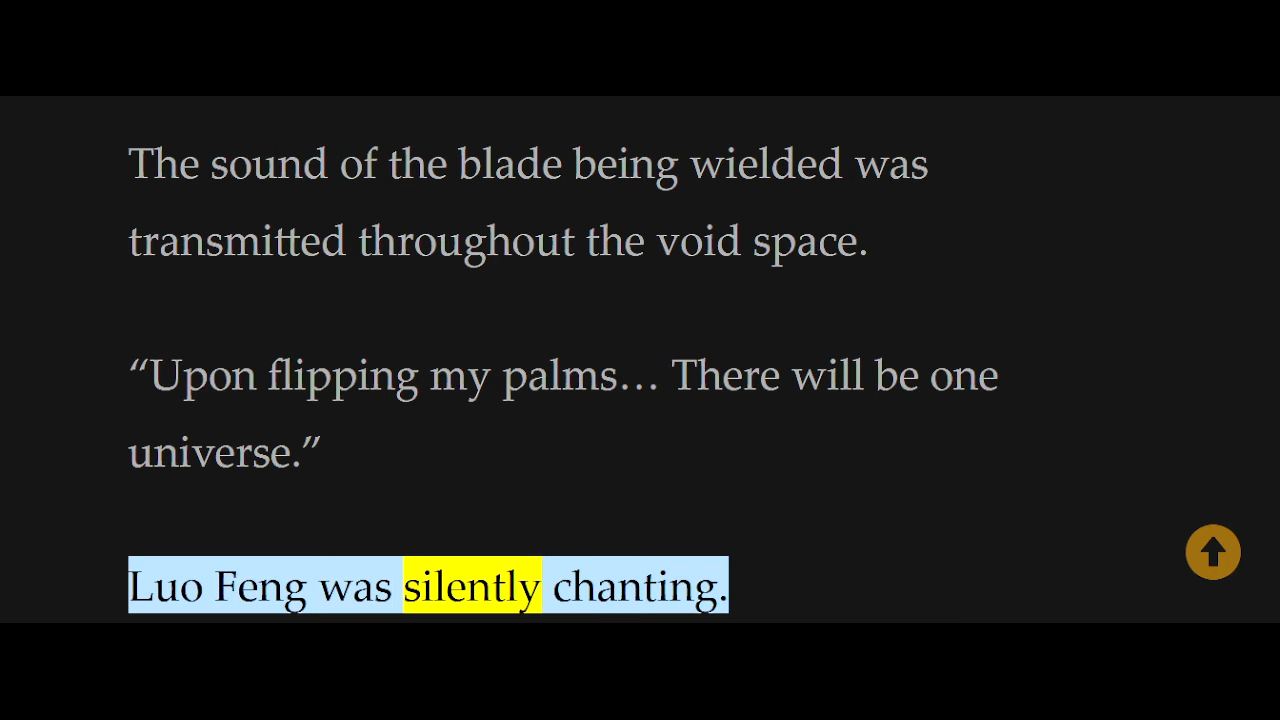 The sound of the blade being wielded was
transmitted throughout the void space.
“Upon flipping my palms… There will be one
universe.”
Luo Feng was silently chanting.